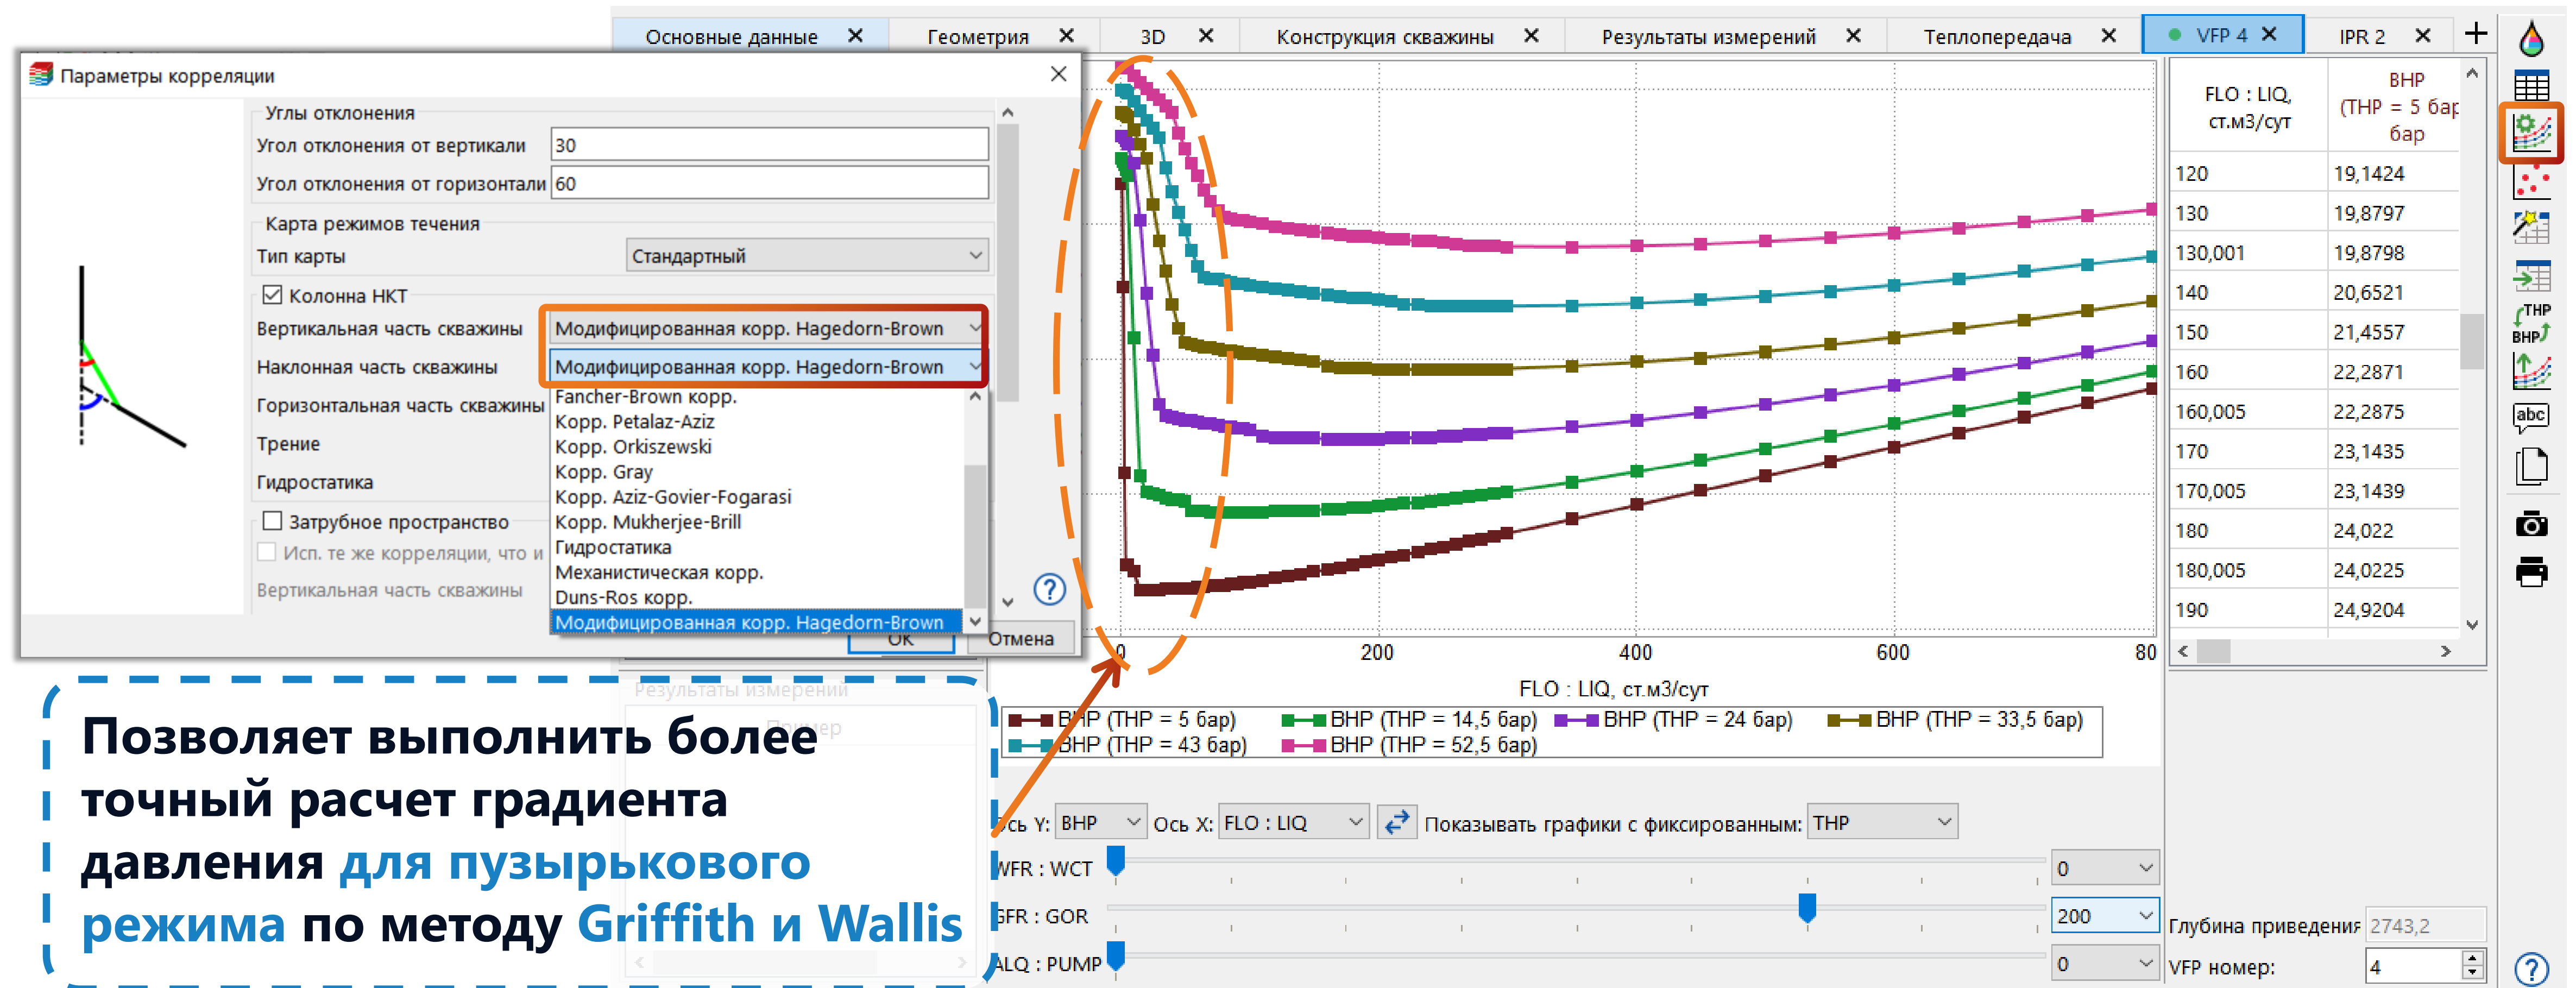 Основные данные
Геометрия
3D
Конструкция скважины
Результаты измерений
Теплопередача
VFP 4
IPR 2
Параметры корреляции
Углы отклонения
Угол отклонения от вертикали 30
Угол отклонения от горизонтали 60
Карта режимов течения
Тип карты Стандартный
Колонна НКТ
Вертикальная часть скважины Модифицированная корр. Hagedorn-Brown
Наклонная часть скважины Модифицированная корр. Hagedorn-Brown
Горизонтальная часть скважины
Трение
Гидростатика
Затрубное пространство
Исп. те же корреляции, что и
Вертикальная часть скважины
Fancher-Brown корр.
Корр. Petalaz-Aziz
Корр. Orkiszewski
Корр. Gray
Корр. Aziz-Govier-Fogarasi
Корр. Mukherjee-Brill
Гидростатика
Механистическая корр.
Duns-Ros корр.
Модифицированная корр. Hagedorn-Brown
OK
Отмена
0 200 400 600 80
FLO : LIQ, ст.м3/сут
BHP (THP = 5 бар) BHP (THP = 14,5 бар) BHP (THP = 24 бар) BHP (THP = 33,5 бар)
BHP (THP = 43 бар) BHP (THP = 52,5 бар)
FLO : LIQ,
ст.м3/сут
BHP
(THP = 5 бар
бар
120 19,1424
130 19,8797
130,001 19,8798
140 20,6521
150 21,4557
160 22,2871
160,005 22,2875
170 23,1435
170,005 23,1439
180 24,022
180,005 24,0225
190 24,9204
THP
BHP
abc
Результаты измерений
Пример
Позволяет выполнить более
точный расчет градиента
давления для пузырькового
режима по методу Griffith и Wallis
Ось Y: BHP Ось X: FLO : LIQ Показывать графики с фиксированным: THP
WFR : WCT 0
GFR : GOR 200
ALQ : PUMP 0
Глубина приведения 2743,2
VFP номер: 4